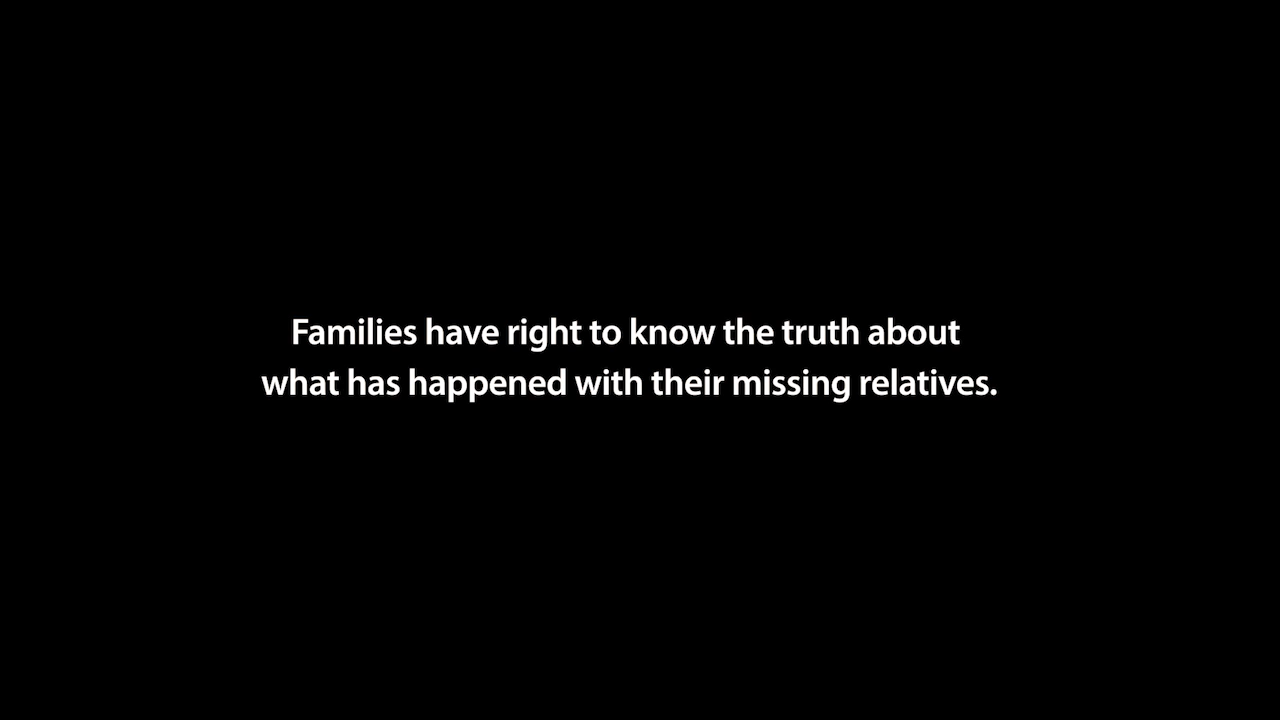 Families have right to know the truth about
what has happened with their missing relatives.